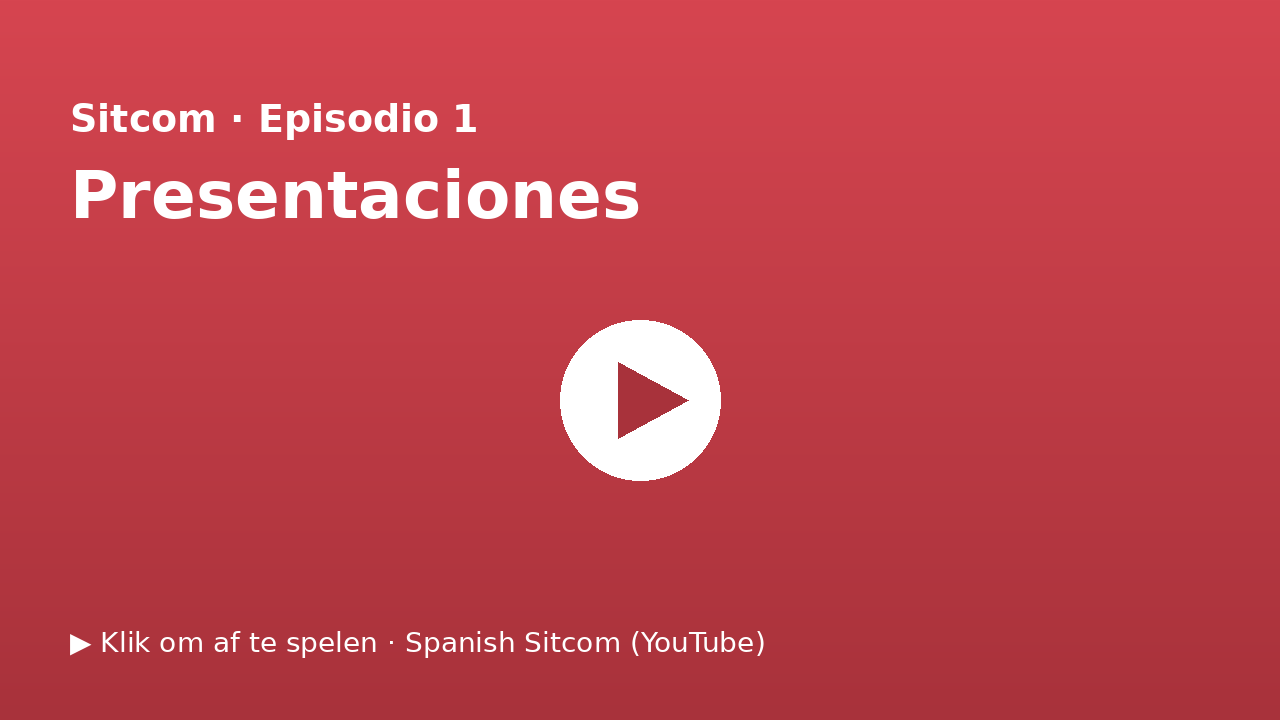 Sitcom · Episodio 1
Presentaciones
▶ Klik om af te spelen · Spanish Sitcom (YouTube)